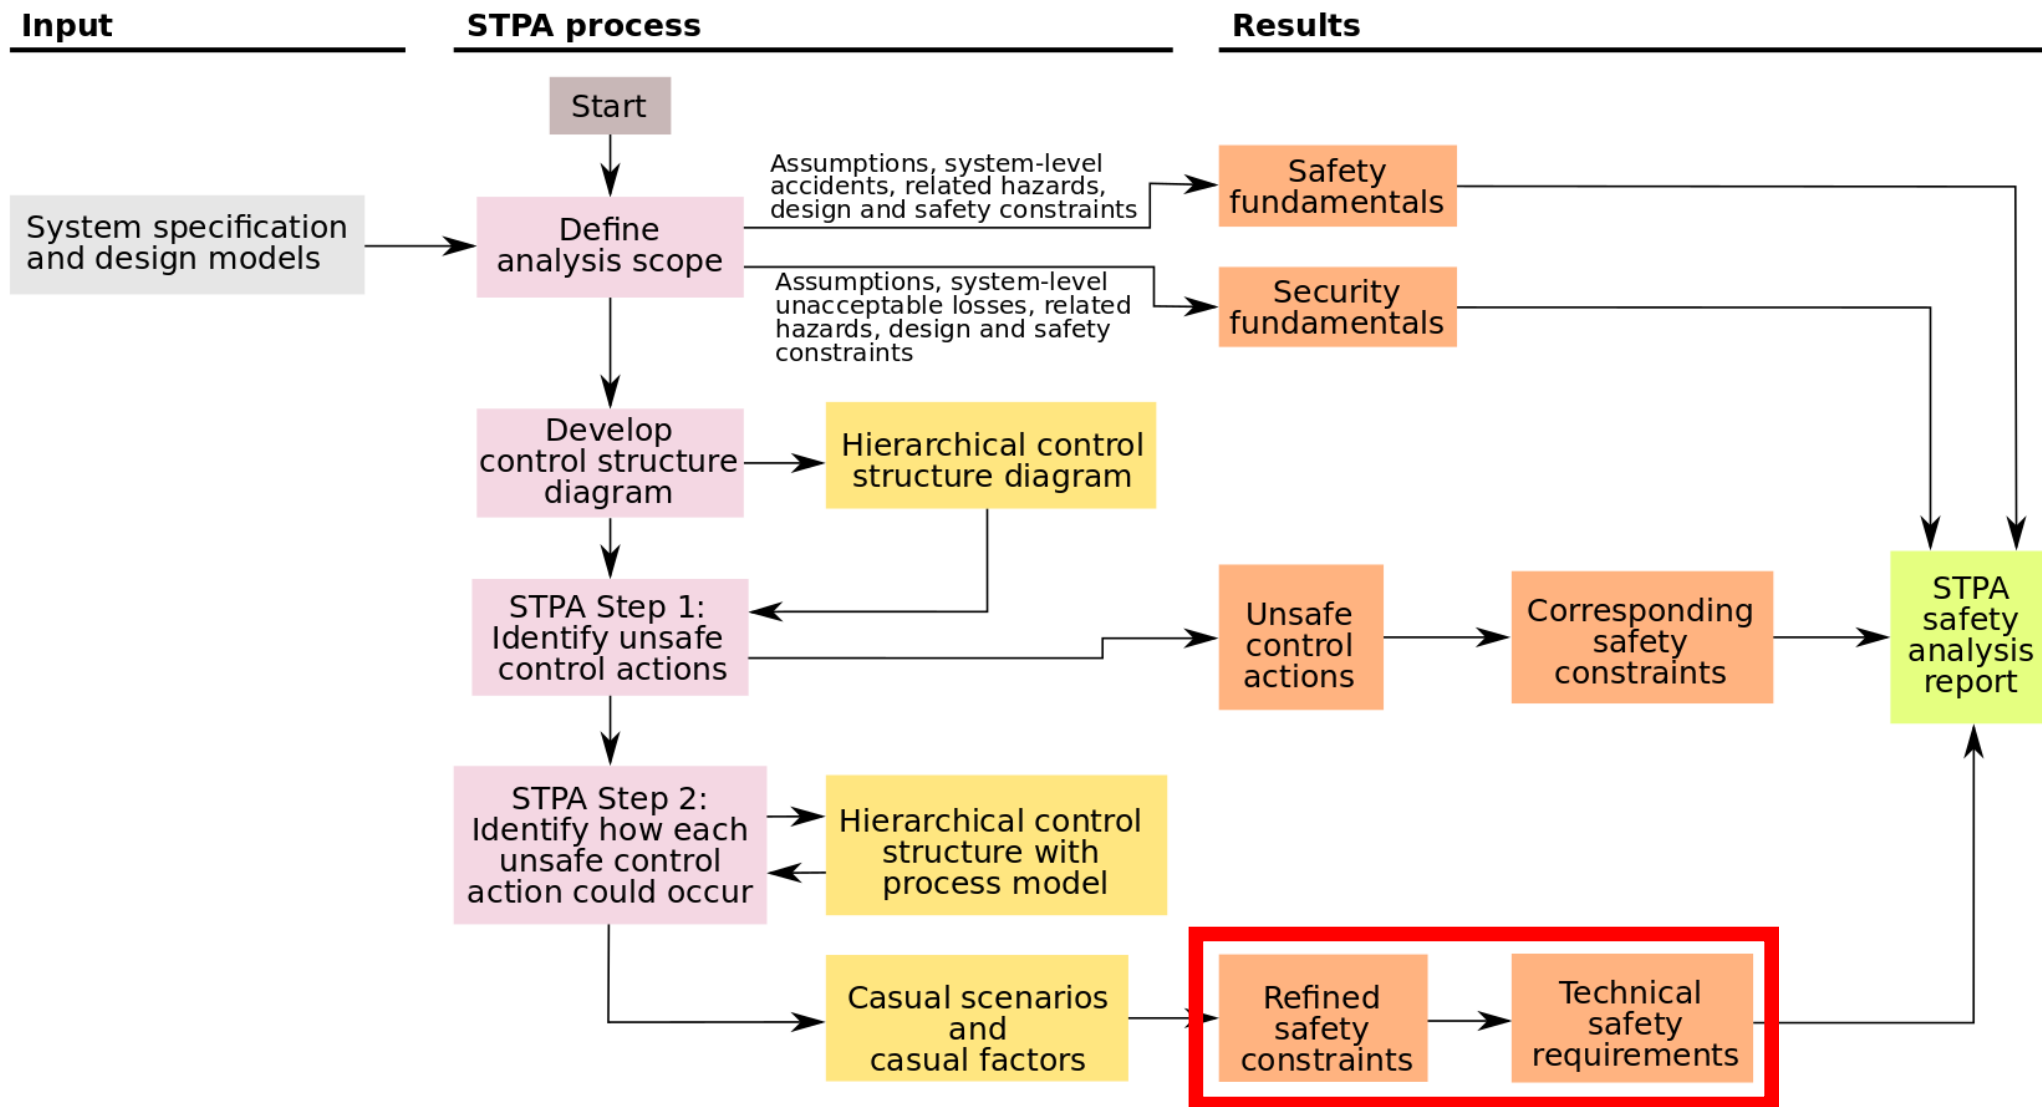 Input
STPA process
Results
Start
System specification
and design models
Define
analysis scope
Assumptions, system-level
accidents, related hazards,
design and safety constraints
Safety
fundamentals
Assumptions, system-level
unacceptable losses, related
hazards, design and safety
constraints
Security
fundamentals
Develop
control structure
diagram
Hierarchical control
structure diagram
STPA Step 1:
Identify unsafe
control actions
Unsafe
control
actions
Corresponding
safety
constraints
STPA
safety
analysis
report
STPA Step 2:
Identify how each
unsafe control
action could occur
Hierarchical control
structure with
process model
Casual scenarios
and
casual factors
Refined
safety
constraints
Technical
safety
requirements